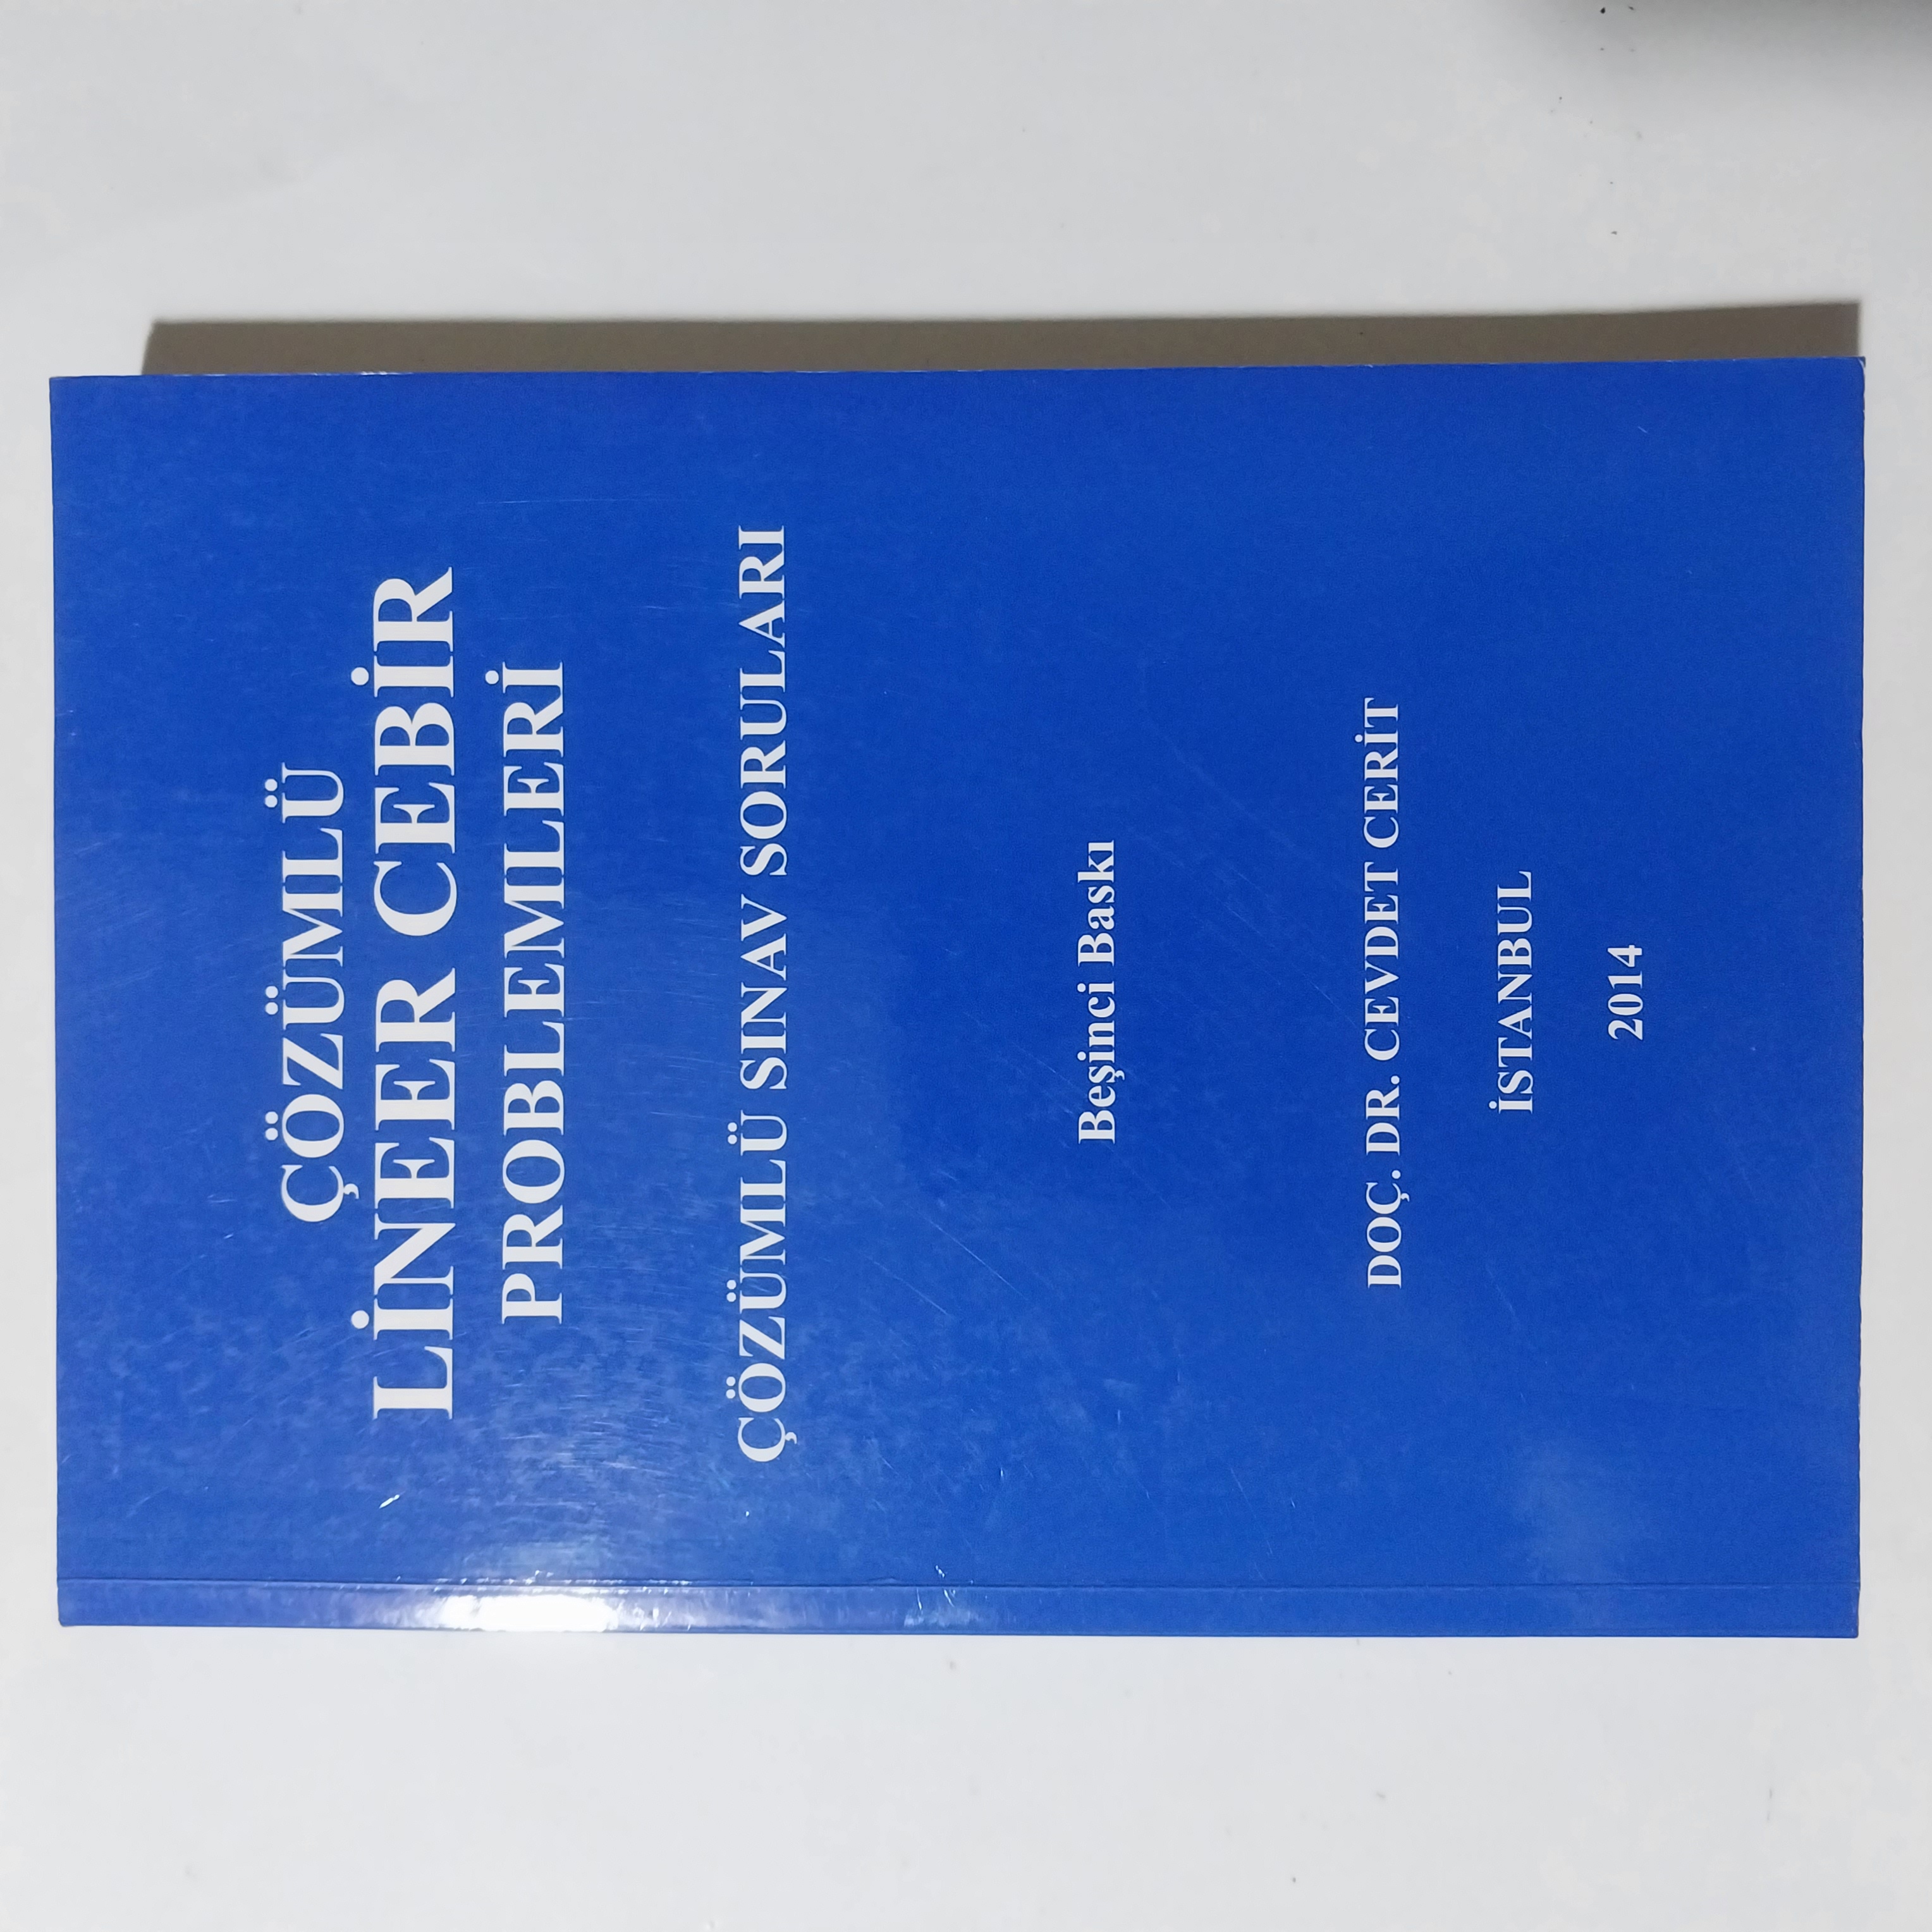 ÇÖZÜMLÜ
LİNEER CEBİR
PROBLEMLERİ
ÇÖZÜMLÜ SINAV SORULARI
Beşinci Baskı
DOÇ. DR. CEVDET CERİT
İSTANBUL
2014